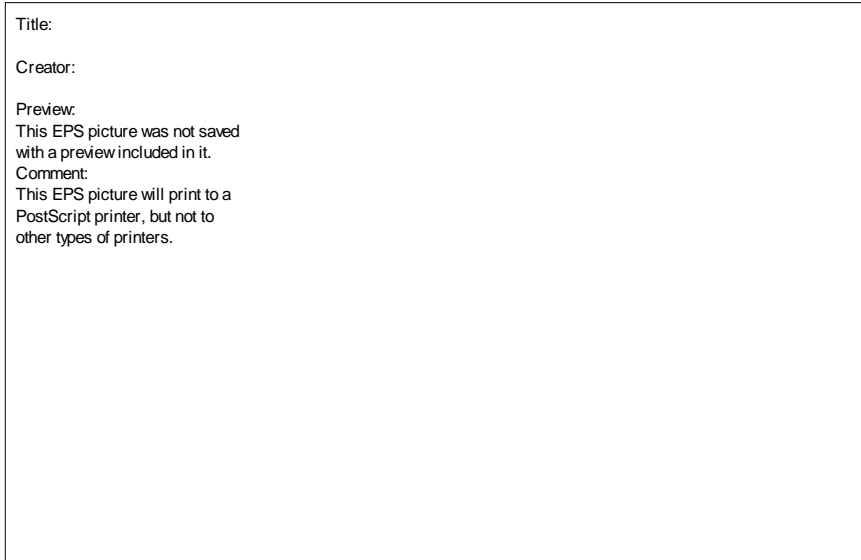 Title:
Creator:
Preview:
This EPS picture was not saved
with a preview included in it.
Comment:
This EPS picture will print to a
PostScript printer, but not to
other types of printers.